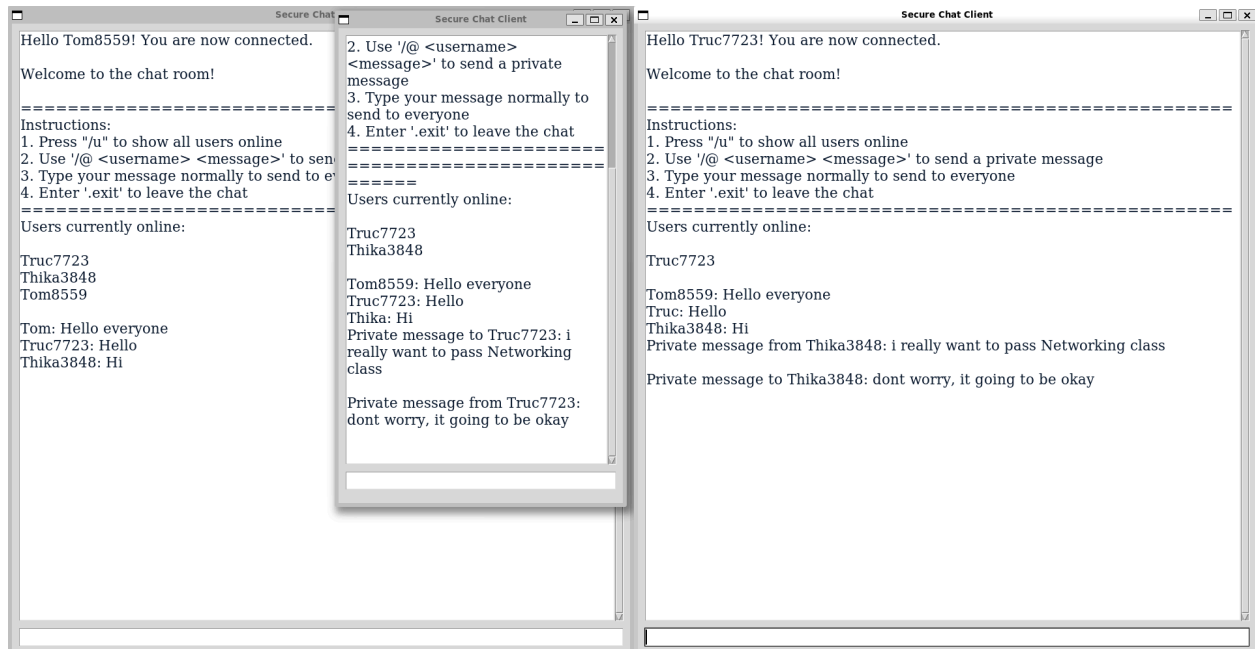 Secure Chat
Hello Tom8559! You are now connected.
Welcome to the chat room!
==============================
Instructions:
1. Press "/u" to show all users online
2. Use '/@ <username> <message>' to sen
3. Type your message normally to send to ev
4. Enter '.exit' to leave the chat
==============================
Users currently online:
Truc7723
Thika3848
Tom8559
Tom: Hello everyone
Truc7723: Hello
Thika3848: Hi
Secure Chat Client
2. Use '/@ <username>
<message>' to send a private
message
3. Type your message normally to
send to everyone
4. Enter '.exit' to leave the chat
======================
======================
======
Users currently online:
Truc7723
Thika3848
Tom8559: Hello everyone
Truc7723: Hello
Thika: Hi
Private message to Truc7723: i
really want to pass Networking
class
Private message from Truc7723:
dont worry, it going to be okay
Secure Chat Client
Hello Truc7723! You are now connected.
Welcome to the chat room!
==================================================
Instructions:
1. Press "/u" to show all users online
2. Use '/@ <username> <message>' to send a private message
3. Type your message normally to send to everyone
4. Enter '.exit' to leave the chat
==================================================
Users currently online:
Truc7723
Tom8559: Hello everyone
Truc: Hello
Thika3848: Hi
Private message from Thika3848: i really want to pass Networking class
Private message to Thika3848: dont worry, it going to be okay